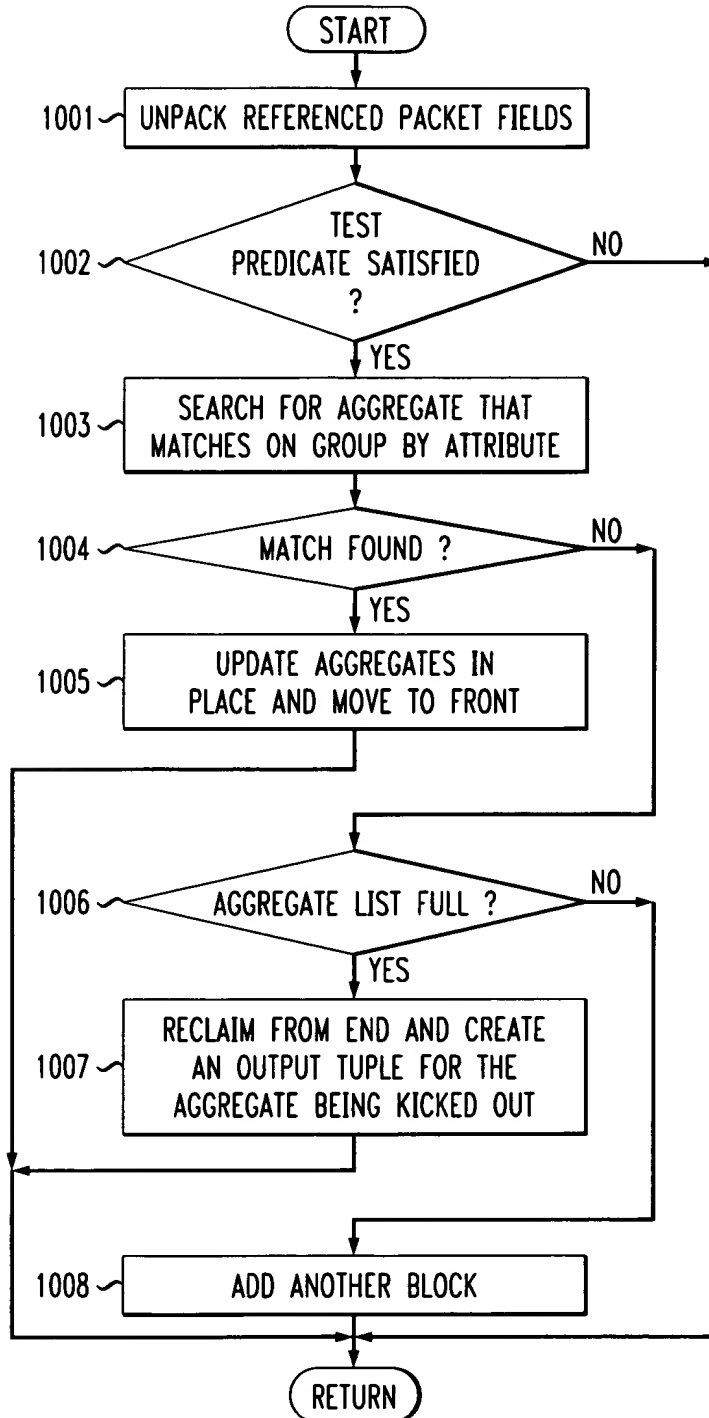 START
1001
UNPACK REFERENCED PACKET FIELDS
1002
TEST
PREDICATE SATISFIED
?
NO
YES
1003
SEARCH FOR AGGREGATE THAT
MATCHES ON GROUP BY ATTRIBUTE
1004
MATCH FOUND ?
NO
YES
1005
UPDATE AGGREGATES IN
PLACE AND MOVE TO FRONT
1006
AGGREGATE LIST FULL ?
NO
YES
1007
RECLAIM FROM END AND CREATE
AN OUTPUT TUPLE FOR THE
AGGREGATE BEING KICKED OUT
1008
ADD ANOTHER BLOCK
RETURN